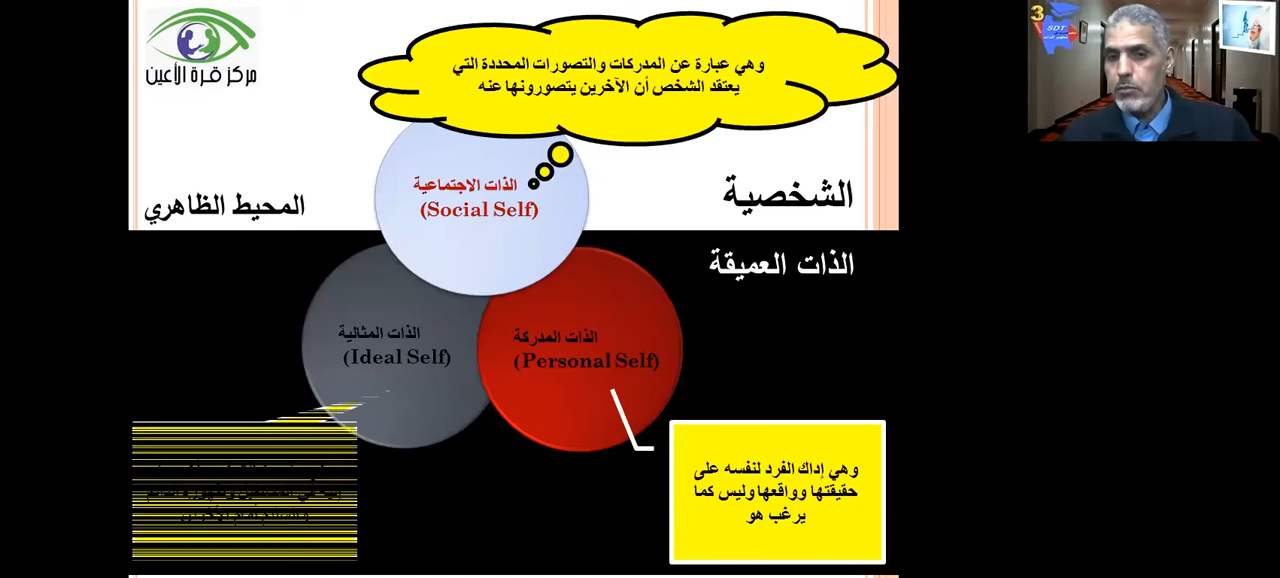 مركز قرة الأعين
وهي عبارة عن المدركات والتصورات المحددة التي
يعتقد الشخص أن الآخرين يتصورونها عنه
3
SDT
الشخصية
المحيط الظاهري
الذات الاجتماعية
(Social Self)
الذات العميقة
الذات المدركة
(Personal Self)
الذات المثالية
(Ideal Self)
وهي إداك الفرد لنفسه على
حقيقتها وواقعها وليس كما
يرغب هو